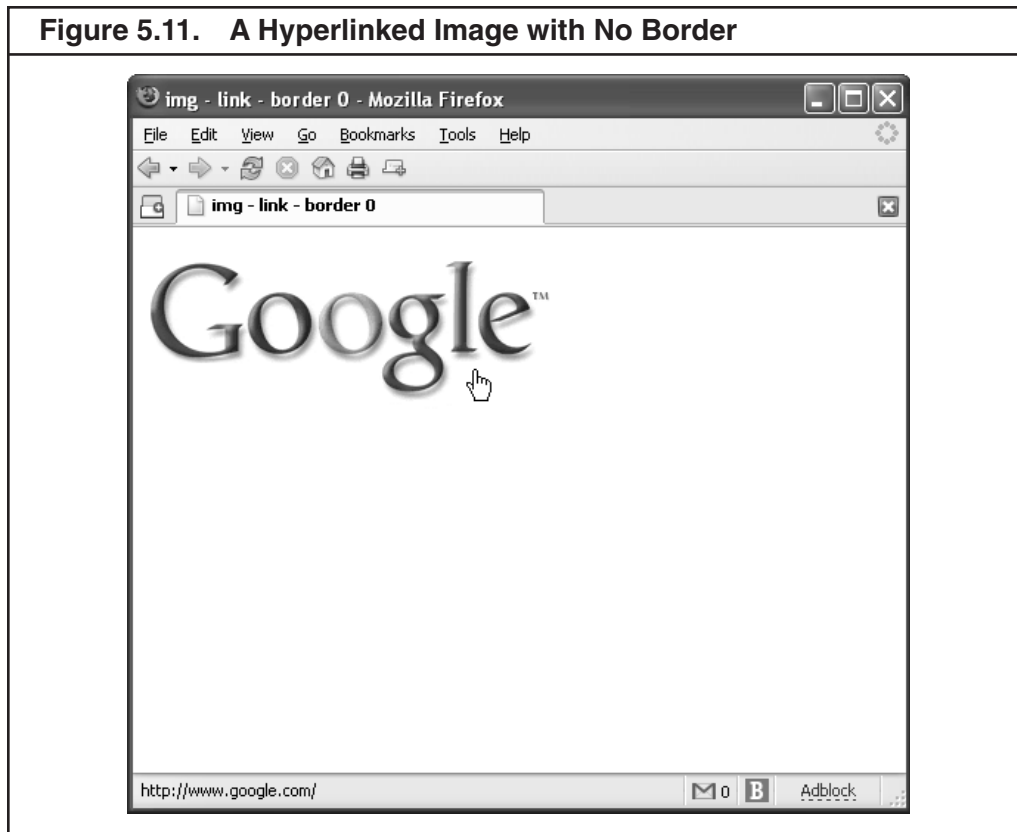 Figure 5.11. A Hyperlinked Image with No Border
img - link - border 0 - Mozilla Firefox
File Edit View Go Bookmarks Tools Help
img - link - border 0
Google™
http://www.google.com/ 0 B Adblock